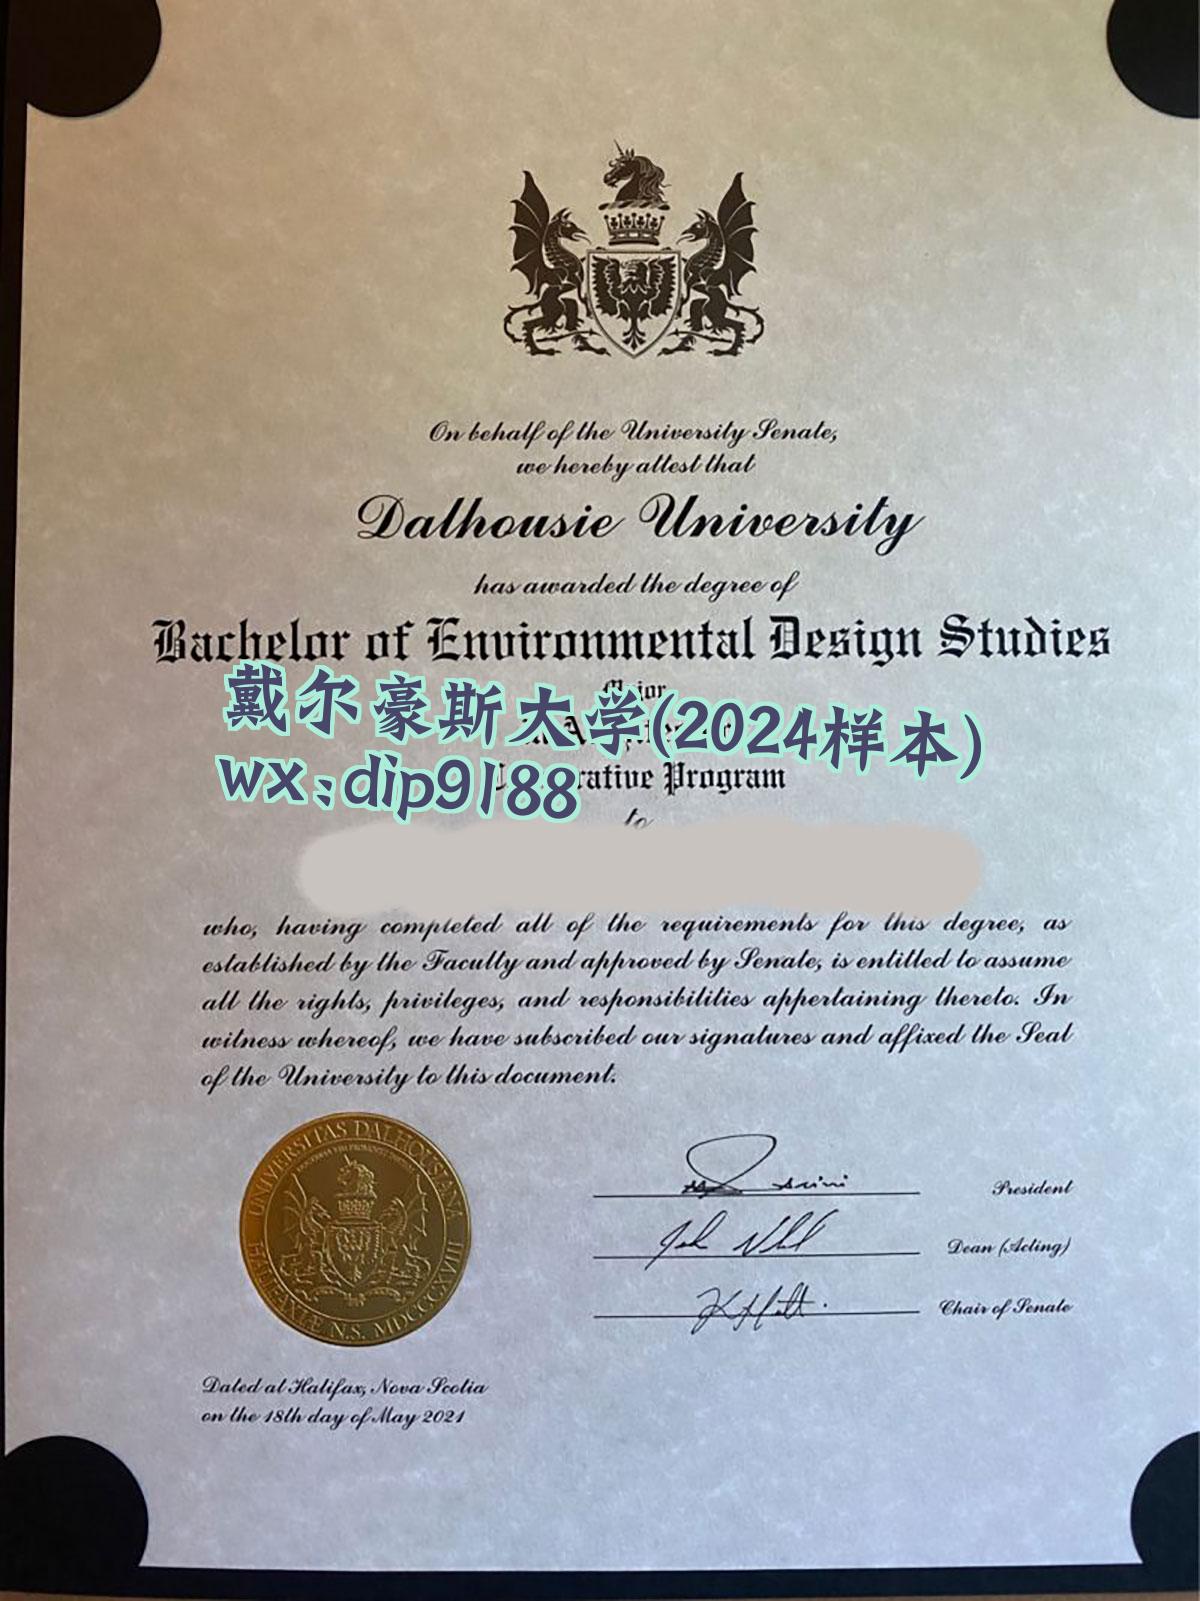 On behalf of the University Senate,
we hereby attest that
Dalhousie University
has awarded the degree of
Bachelor of Environmental Design Studies
Major
戴尔豪斯大学(2024样本)
wx:dip9188
Program
to
who, having completed all of the requirements for this degree, as
established by the Faculty and approved by Senate, is entitled to assume
all the rights, privileges, and responsibilities appertaining thereto. In
witness whereof, we have subscribed our signatures and affixed the Seal
of the University to this document.
UNIVERSITAS DALHOUSIANA
HALIFAXIÆ N.S. MDCCCXVIII
President
Dean (Acting)
Chair of Senate
Dated at Halifax, Nova Scotia
on the 18th day of May 2021